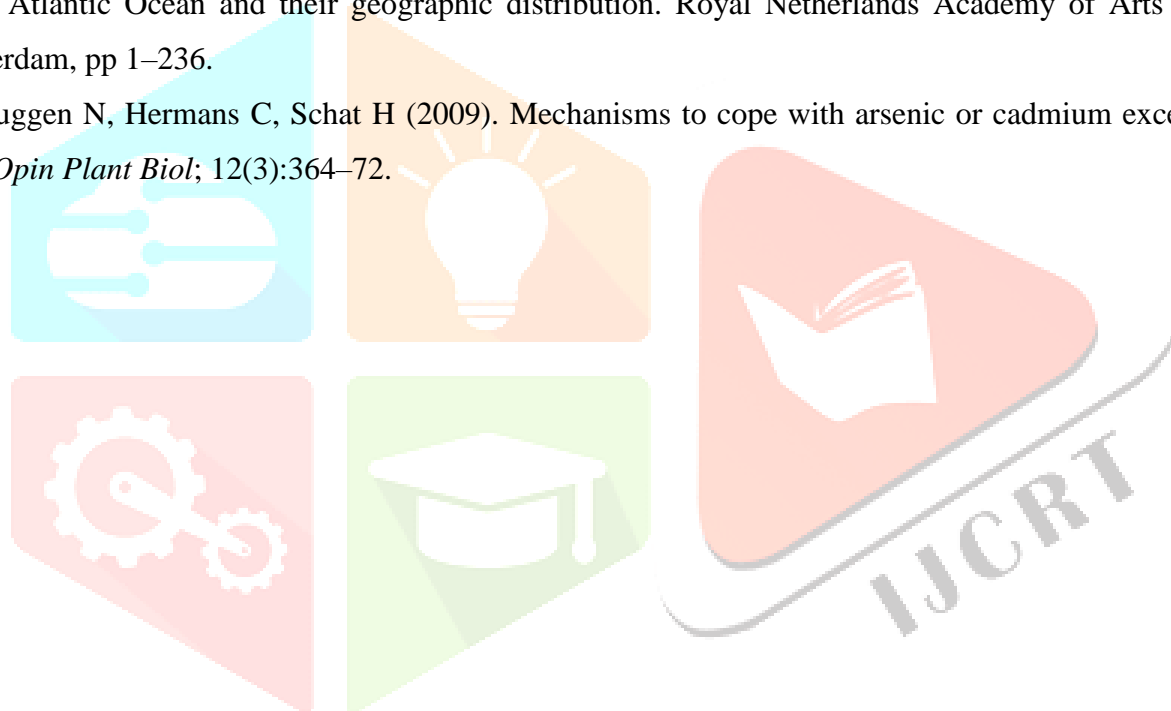 Atlantic Ocean and their geographic distribution. Royal Netherlands Academy of Arts
erdam, pp 1–236.
uggen N, Hermans C, Schat H (2009). Mechanisms to cope with arsenic or cadmium exce
Opin Plant Biol; 12(3):364–72.
IJCRT